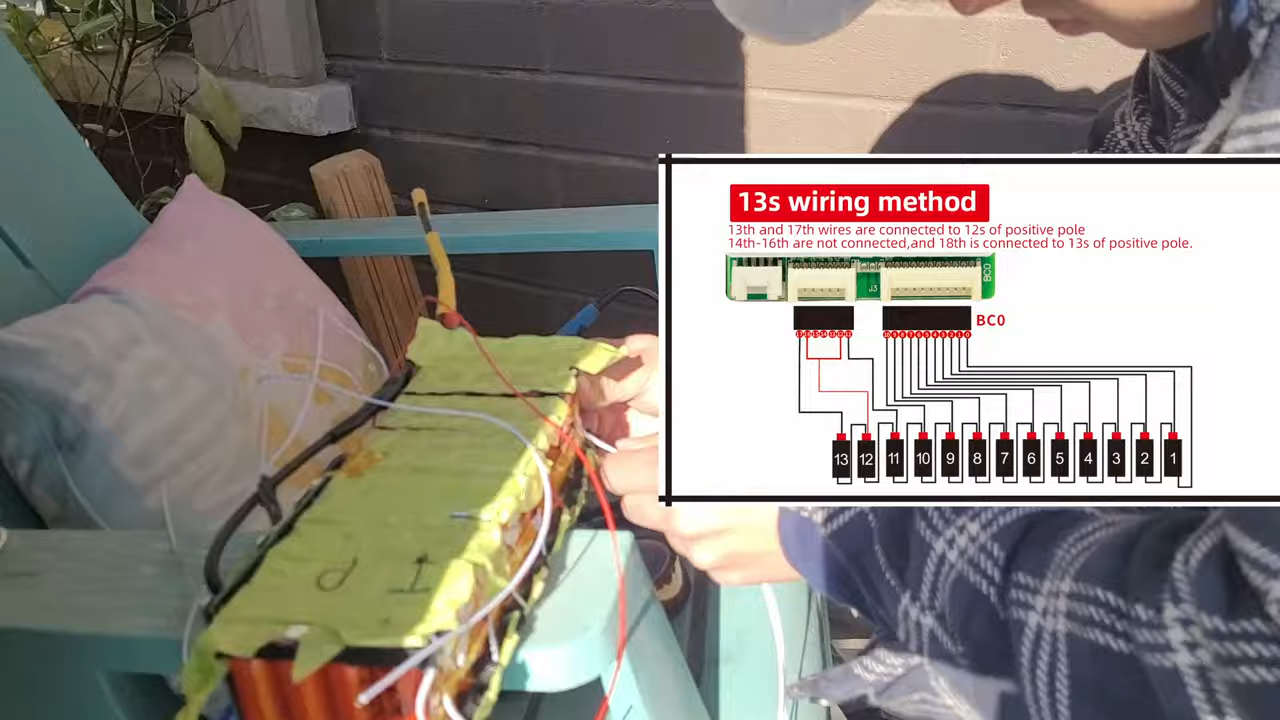 13s wiring method
13th and 17th wires are connected to 12s of positive pole
14th-16th are not connected,and 18th is connected to 13s of positive pole.
J3
BC0
BC0
13 12 11 10 9 8 7 6 5 4 3 2 1